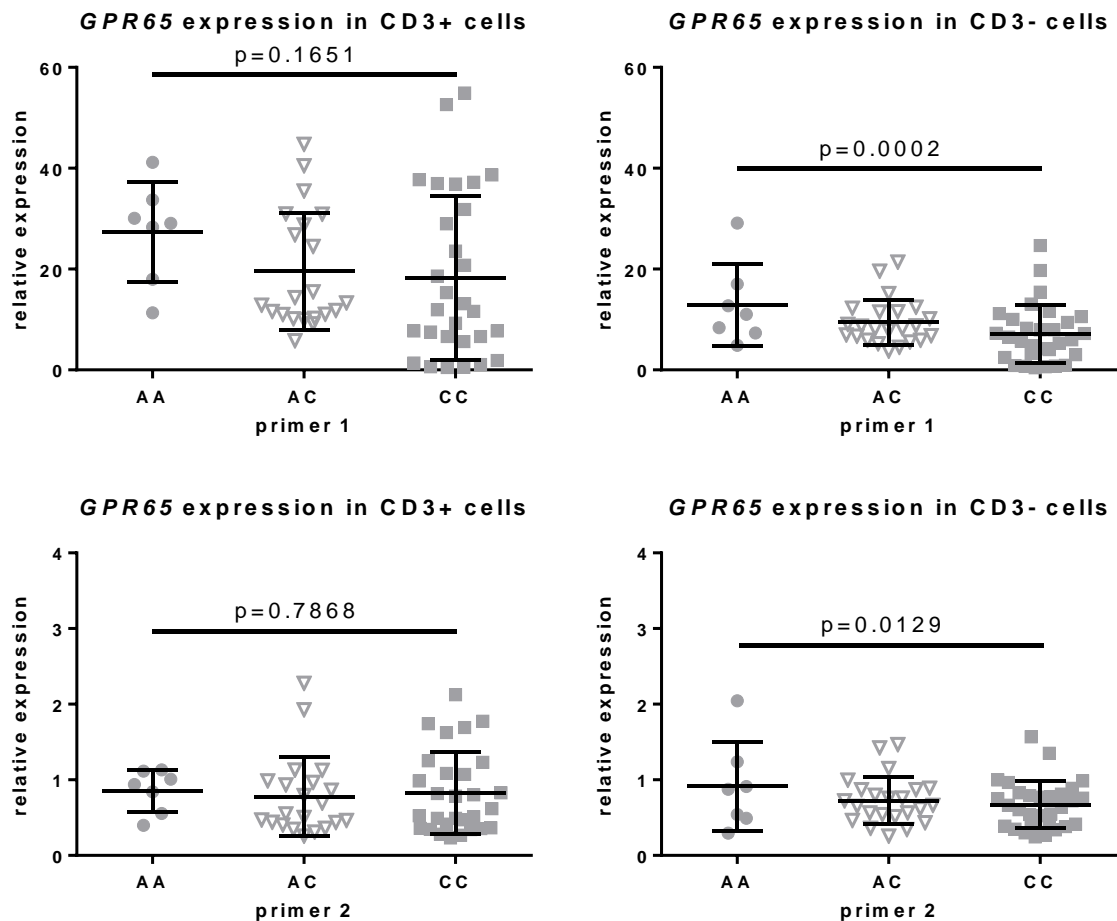 GPR65 expression in CD3+ cells
p=0.1651
relative expression
60
40
20
0
AA AC CC
primer 1
GPR65 expression in CD3- cells
p=0.0002
relative expression
60
40
20
0
AA AC CC
primer 1
GPR65 expression in CD3+ cells
p=0.7868
relative expression
4
3
2
1
0
AA AC CC
primer 2
GPR65 expression in CD3- cells
p=0.0129
relative expression
4
3
2
1
0
AA AC CC
primer 2